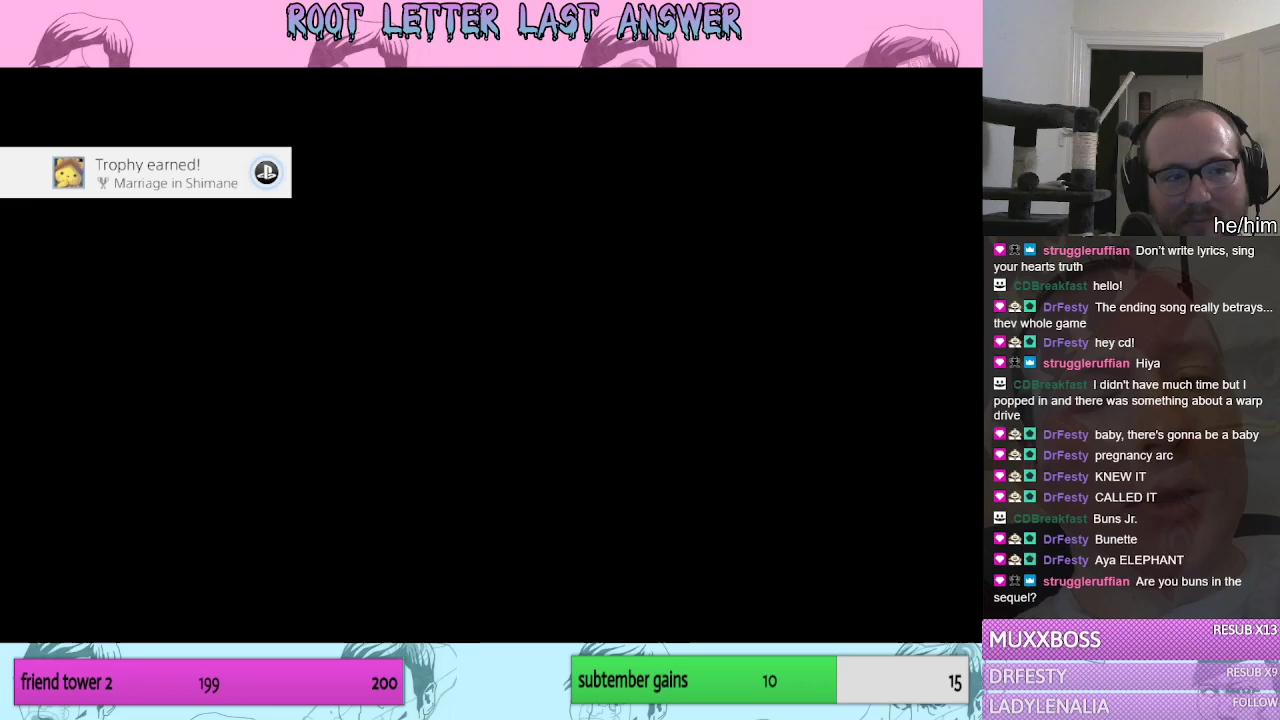 ROOT LETTER LAST ANSWER
Trophy earned!
Marriage in Shimane
he/him
struggleruffian Don't write lyrics, sing
your hearts truth
CDBreakfast hello!
DrFesty The ending song really betrays...
thev whole game
DrFesty hey cd!
struggleruffian Hiya
CDBreakfast I didn't have much time but I
popped in and there was something about a warp
drive
DrFesty baby, there's gonna be a baby
DrFesty pregnancy arc
DrFesty KNEW IT
DrFesty CALLED IT
CDBreakfast Buns Jr.
DrFesty Bunette
DrFesty Aya ELEPHANT
struggleruffian Are you buns in the
sequel?
MUXXBOSS RESUB X13
DRFESTY RESUB X9
LADYLENALIA FOLLOW
friend tower 2 199 200
subtember gains 10 15